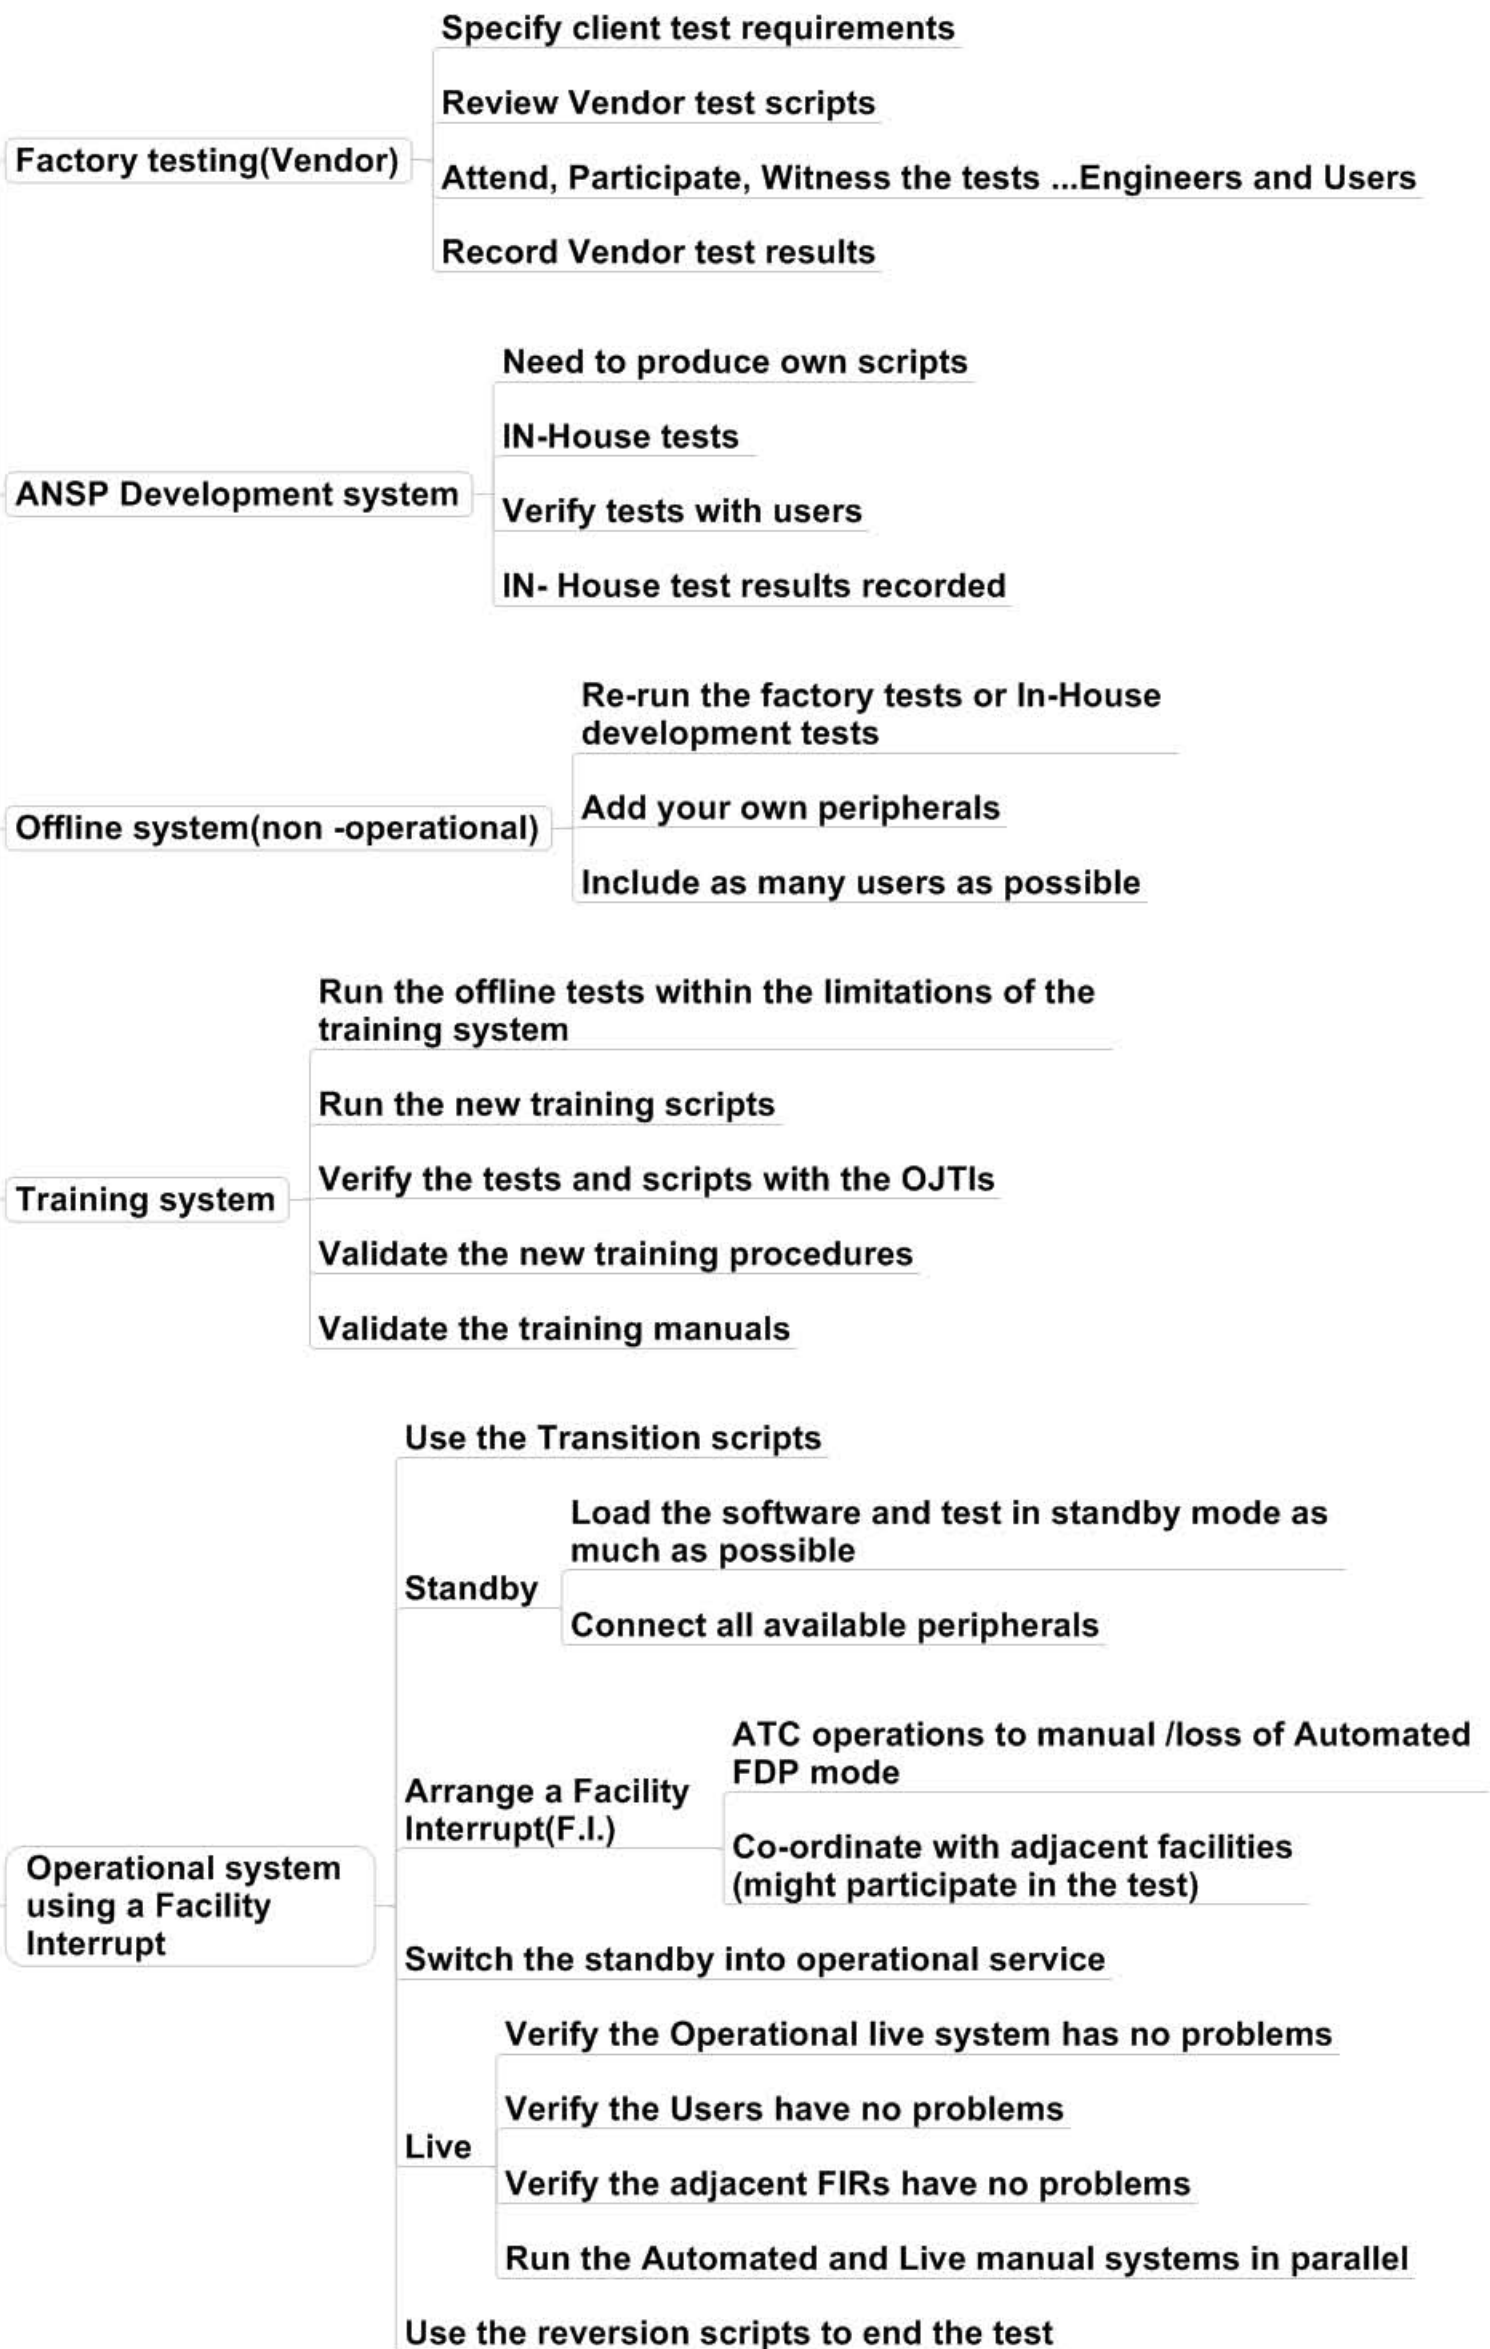 Factory testing(Vendor)
Specify client test requirements
Review Vendor test scripts
Attend, Participate, Witness the tests ...Engineers and Users
Record Vendor test results
ANSP Development system
Need to produce own scripts
IN-House tests
Verify tests with users
IN- House test results recorded
Offline system(non -operational)
Re-run the factory tests or In-House
development tests
Add your own peripherals
Include as many users as possible
Training system
Run the offline tests within the limitations of the
training system
Run the new training scripts
Verify the tests and scripts with the OJTIs
Validate the new training procedures
Validate the training manuals
Operational system
using a Facility
Interrupt
Use the Transition scripts
Standby
Load the software and test in standby mode as
much as possible
Connect all available peripherals
Arrange a Facility
Interrupt(F.I.)
ATC operations to manual /loss of Automated
FDP mode
Co-ordinate with adjacent facilities
(might participate in the test)
Switch the standby into operational service
Live
Verify the Operational live system has no problems
Verify the Users have no problems
Verify the adjacent FIRs have no problems
Run the Automated and Live manual systems in parallel
Use the reversion scripts to end the test